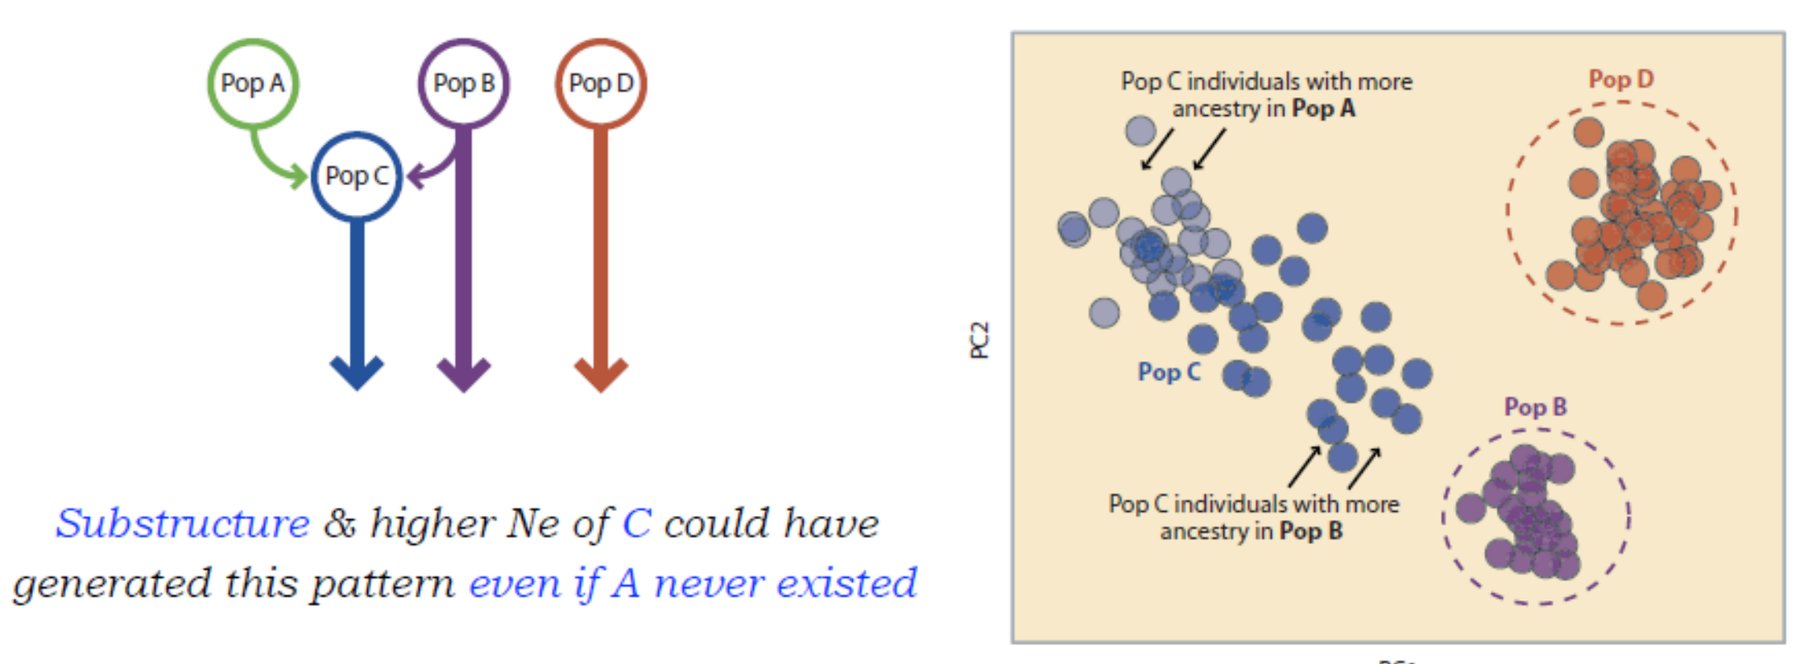 Pop A
Pop B
Pop D
Pop C
Substructure & higher Ne of C could have
generated this pattern even if A never existed
Pop C individuals with more
ancestry in Pop A
Pop D
PC2
Pop C
Pop B
Pop C individuals with more
ancestry in Pop B